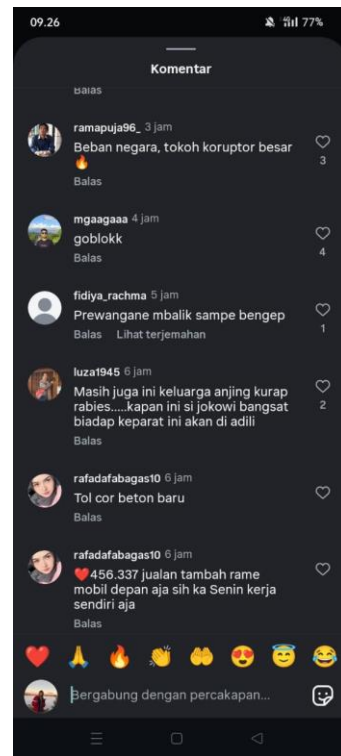 09.26
77%
Komentar
Balas
ramapuja96_ 3 jam
Beban negara, tokoh koruptor besar
🔥
3
Balas
mgaagaaa 4 jam
goblokk
4
Balas
fidiya_rachma 5 jam
Prewangane mbalik sampe bengep
1
Balas Lihat terjemahan
luza1945 6 jam
Masih juga ini keluarga anjing kurap
rabies.....kapan ini si jokowi bangsat
biadap keparat ini akan di adili
2
Balas
rafadafabagas10 6 jam
Tol cor beton baru
Balas
rafadafabagas10 6 jam
❤️456.337 jualan tambah rame
mobil depan aja sih ka Senin kerja
sendiri aja
Balas
❤️ 🙏 🔥 👏 🤲 😍 😇 😂
Bergabung dengan percakapan...